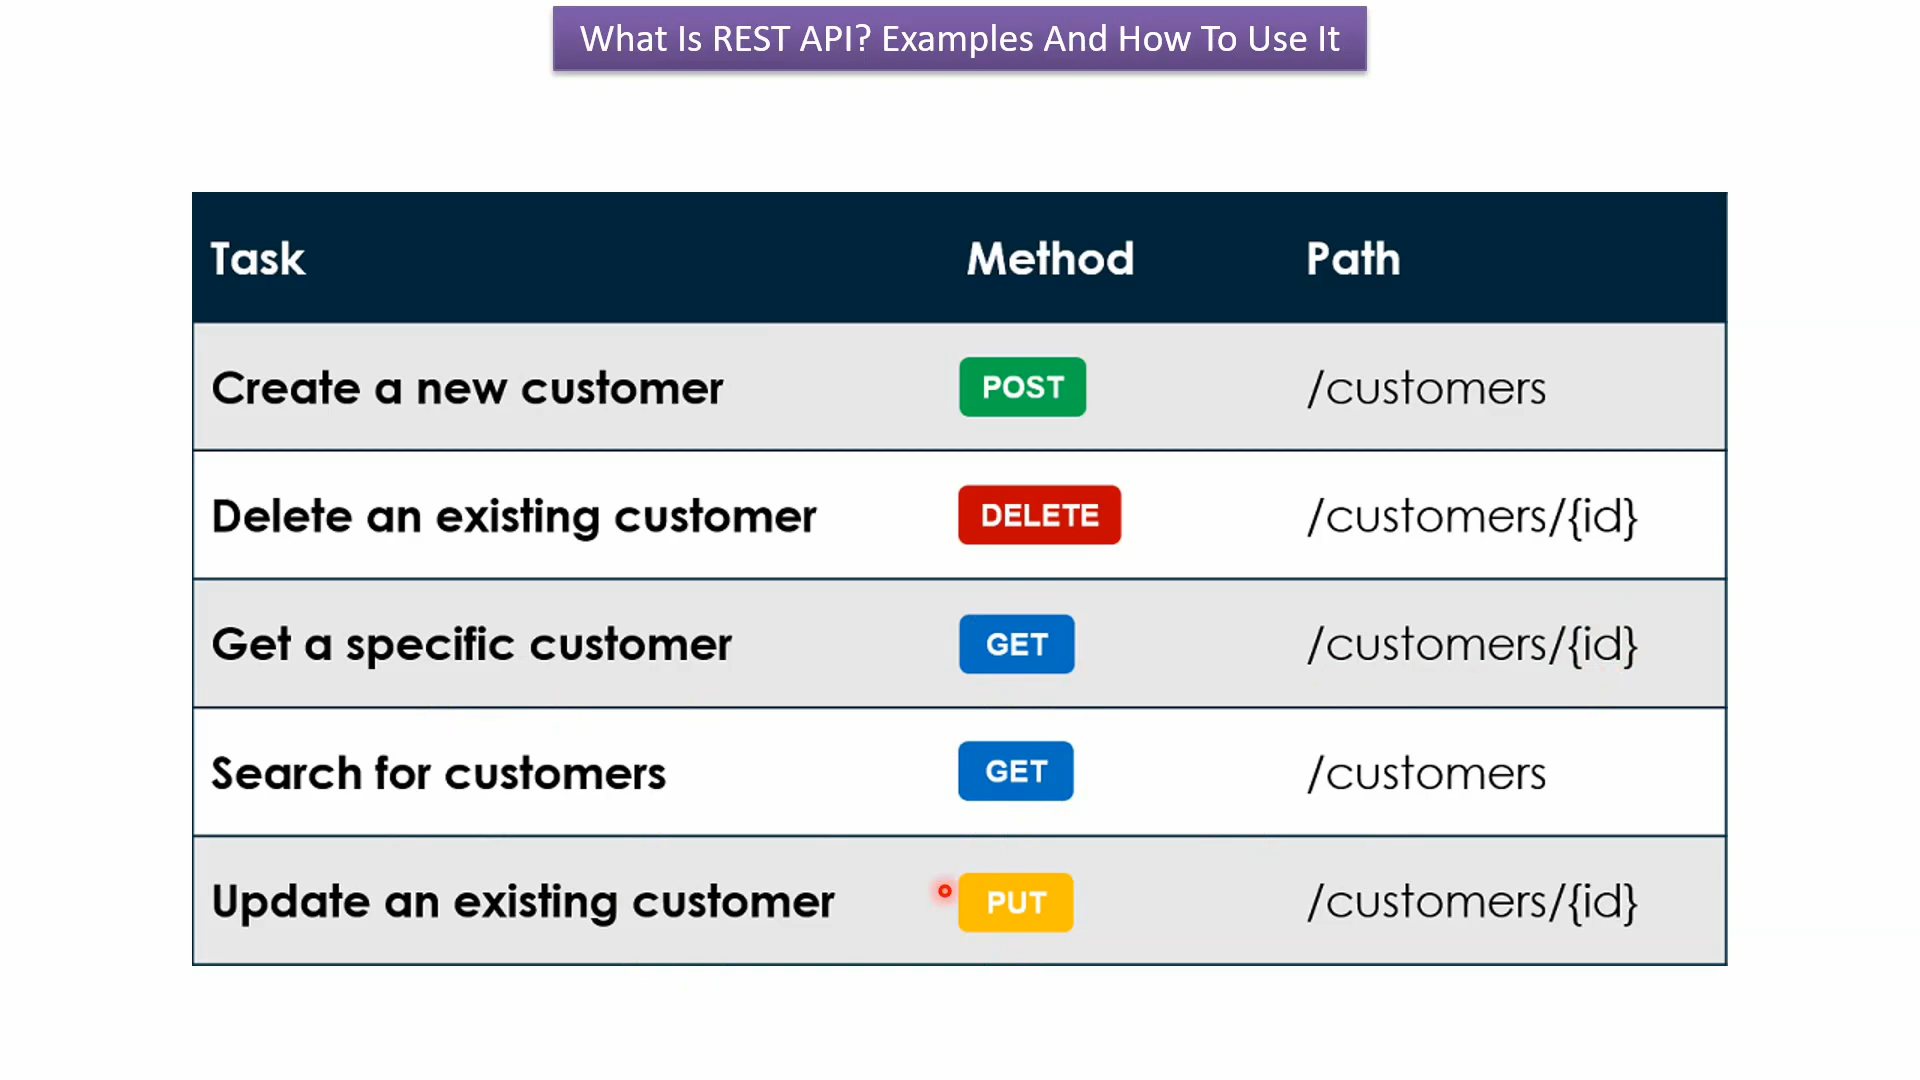 What Is REST API? Examples And How To Use It
Task Method Path
Create a new customer POST /customers
Delete an existing customer DELETE /customers/{id}
Get a specific customer GET /customers/{id}
Search for customers GET /customers
Update an existing customer PUT /customers/{id}